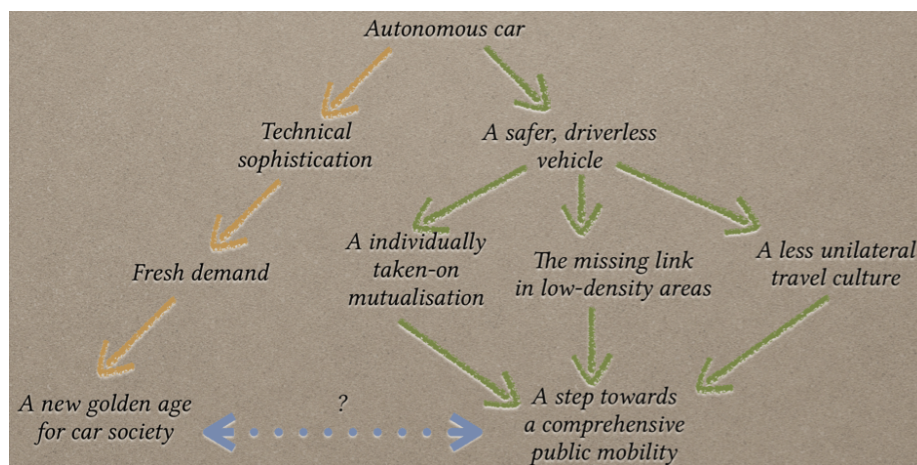 Autonomous car
Technical
sophistication
A safer, driverless
vehicle
Fresh demand
A individually
taken-on
mutualisation
The missing link
in low-density areas
A less unilateral
travel culture
A new golden age
for car society
?
A step towards
a comprehensive
public mobility